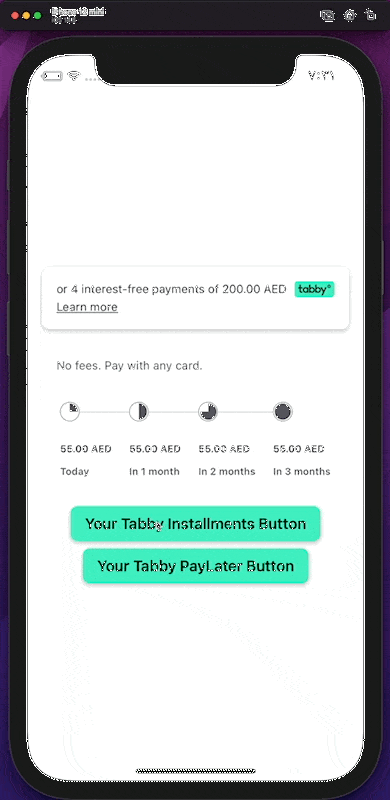 ٧:٣١
or 4 interest-free payments of 200.00 AED tabby
Learn more
No fees. Pay with any card.
55.00 AED 55.00 AED 55.00 AED 55.00 AED
Today In 1 month In 2 months In 3 months
Your Tabby Installments Button
Your Tabby PayLater Button